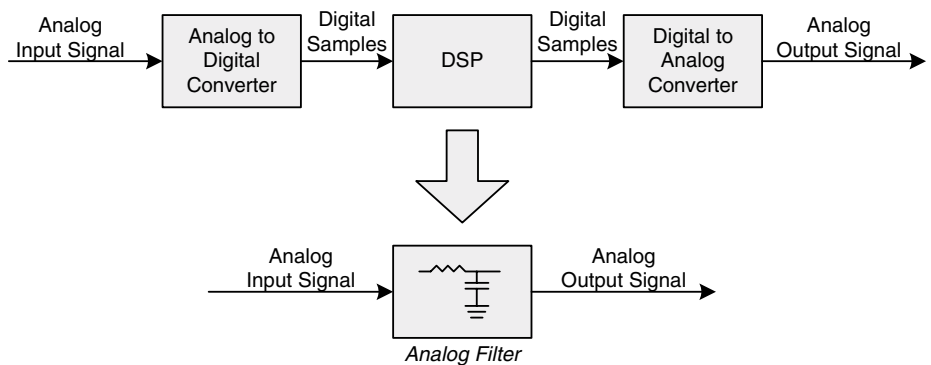 Analog
Input Signal
Analog to
Digital
Converter
Digital
Samples
DSP
Digital
Samples
Digital to
Analog
Converter
Analog
Output Signal
Analog
Input Signal
Analog
Output Signal
Analog Filter